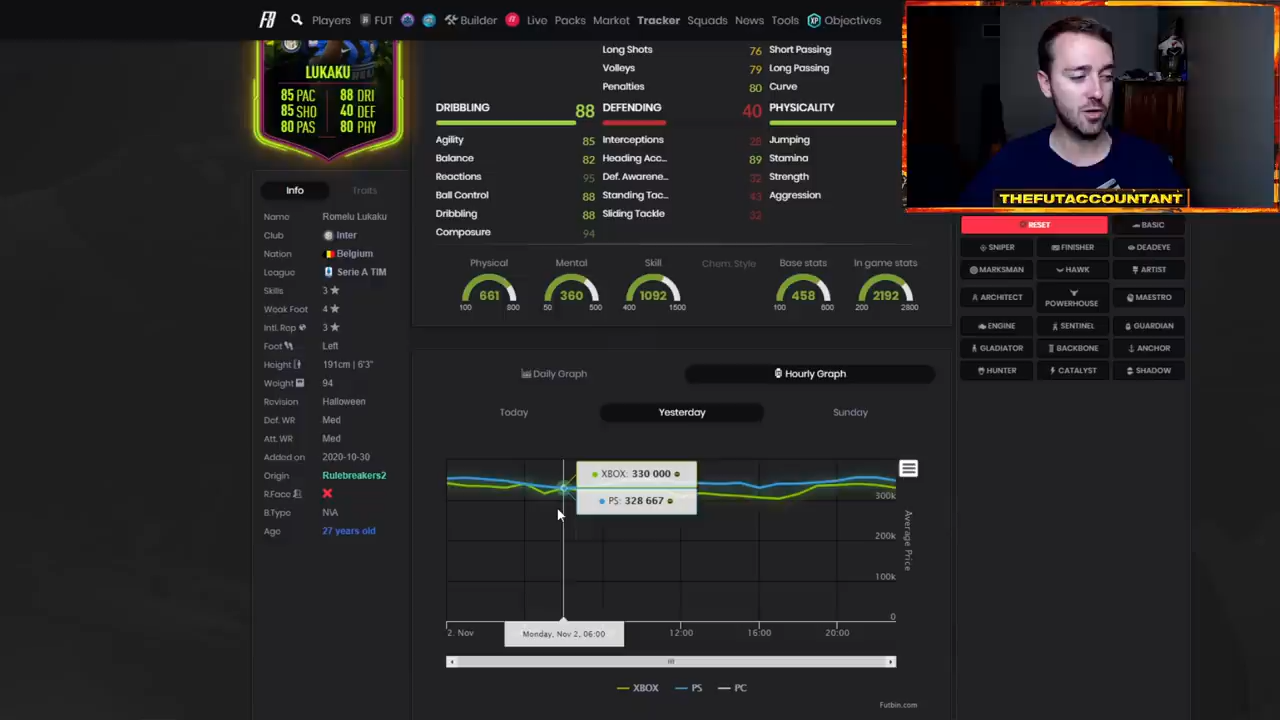 Players
FUT
Builder
Live
Packs
Market
Tracker
Squads
News
Tools
XP Objectives
LUKAKU
85 PAC 88 DRI
85 SHO 40 DEF
80 PAS 80 PHY
Long Shots 76 Short Passing
Volleys 79 Long Passing
Penalties 80 Curve
DRIBBLING 88 DEFENDING 40 PHYSICALITY
Agility 85 Interceptions 28 Jumping
Balance 82 Heading Acc... 89 Stamina
Reactions 95 Def. Awarene... 32 Strength
Ball Control 88 Standing Tac... 43 Aggression
Dribbling 88 Sliding Tackle 32
Composure 94
THEFUTACCOUNTANT
Physical Mental Skill Chem. Style Base stats In game stats
661 360 1092 458 2192
100 800 50 500 400 1500 100 600 200 2800
Info Traits
Name Romelu Lukaku
Club Inter
Nation Belgium
League Serie A TIM
Skills 3
Weak Foot 4
Intl. Rep 3
Foot Left
Height 191cm | 6'3"
Weight 94
Revision Halloween
Def. WR Med
Att. WR Med
Added on 2020-10-30
Origin Rulebreakers2
R.Face
B.Type N\A
Age 27 years old
RESET BASIC
SNIPER FINISHER DEADEYE
MARKSMAN HAWK ARTIST
ARCHITECT POWERHOUSE MAESTRO
ENGINE SENTINEL GUARDIAN
GLADIATOR BACKBONE ANCHOR
HUNTER CATALYST SHADOW
Daily Graph Hourly Graph
Today Yesterday Sunday
XBOX: 330 000
PS: 328 667
300k
200k
100k
0
Average Price
2. Nov Monday, Nov 2, 06:00 12:00 16:00 20:00
XBOX PS PC
Futbin.com